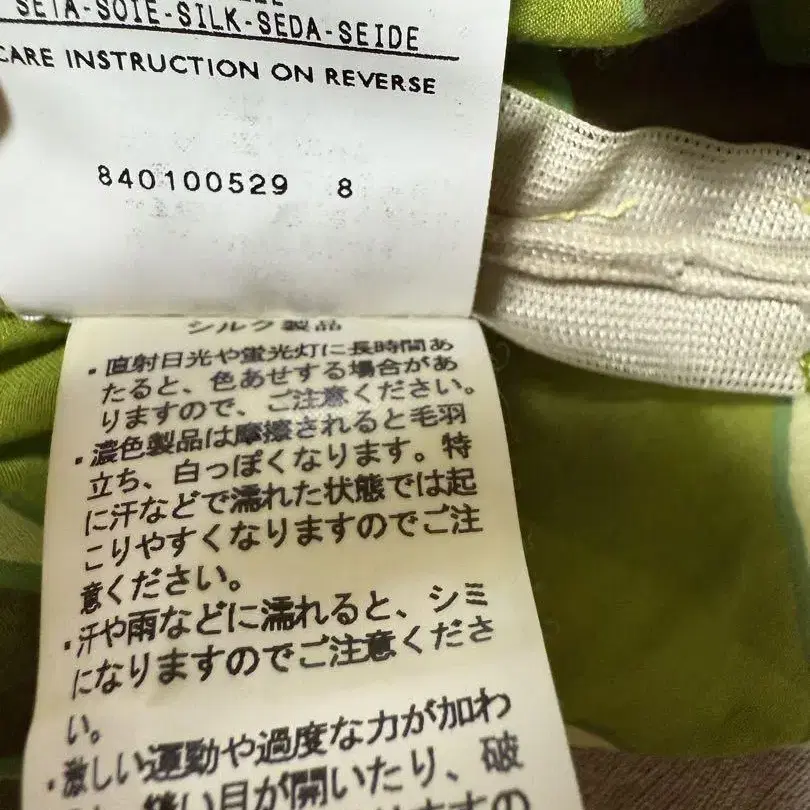 SETA-SOIE-SILK-SEDA-SEIDE
CARE INSTRUCTION ON REVERSE
840100529 8
シルク製品
・直射日光や蛍光灯に長時間あ
たると、色あせする場合があ
りますので、ご注意ください。
・濃色製品は摩擦されると毛羽
立ち、白っぽくなります。特
に汗などで濡れた状態では起
こりやすくなりますのでご注
意ください。
・汗や雨などに濡れると、シミ
になりますのでご注意くださ
い。
・激しい運動や過度な力が加わ
縫い目が開いたり、破
ますの